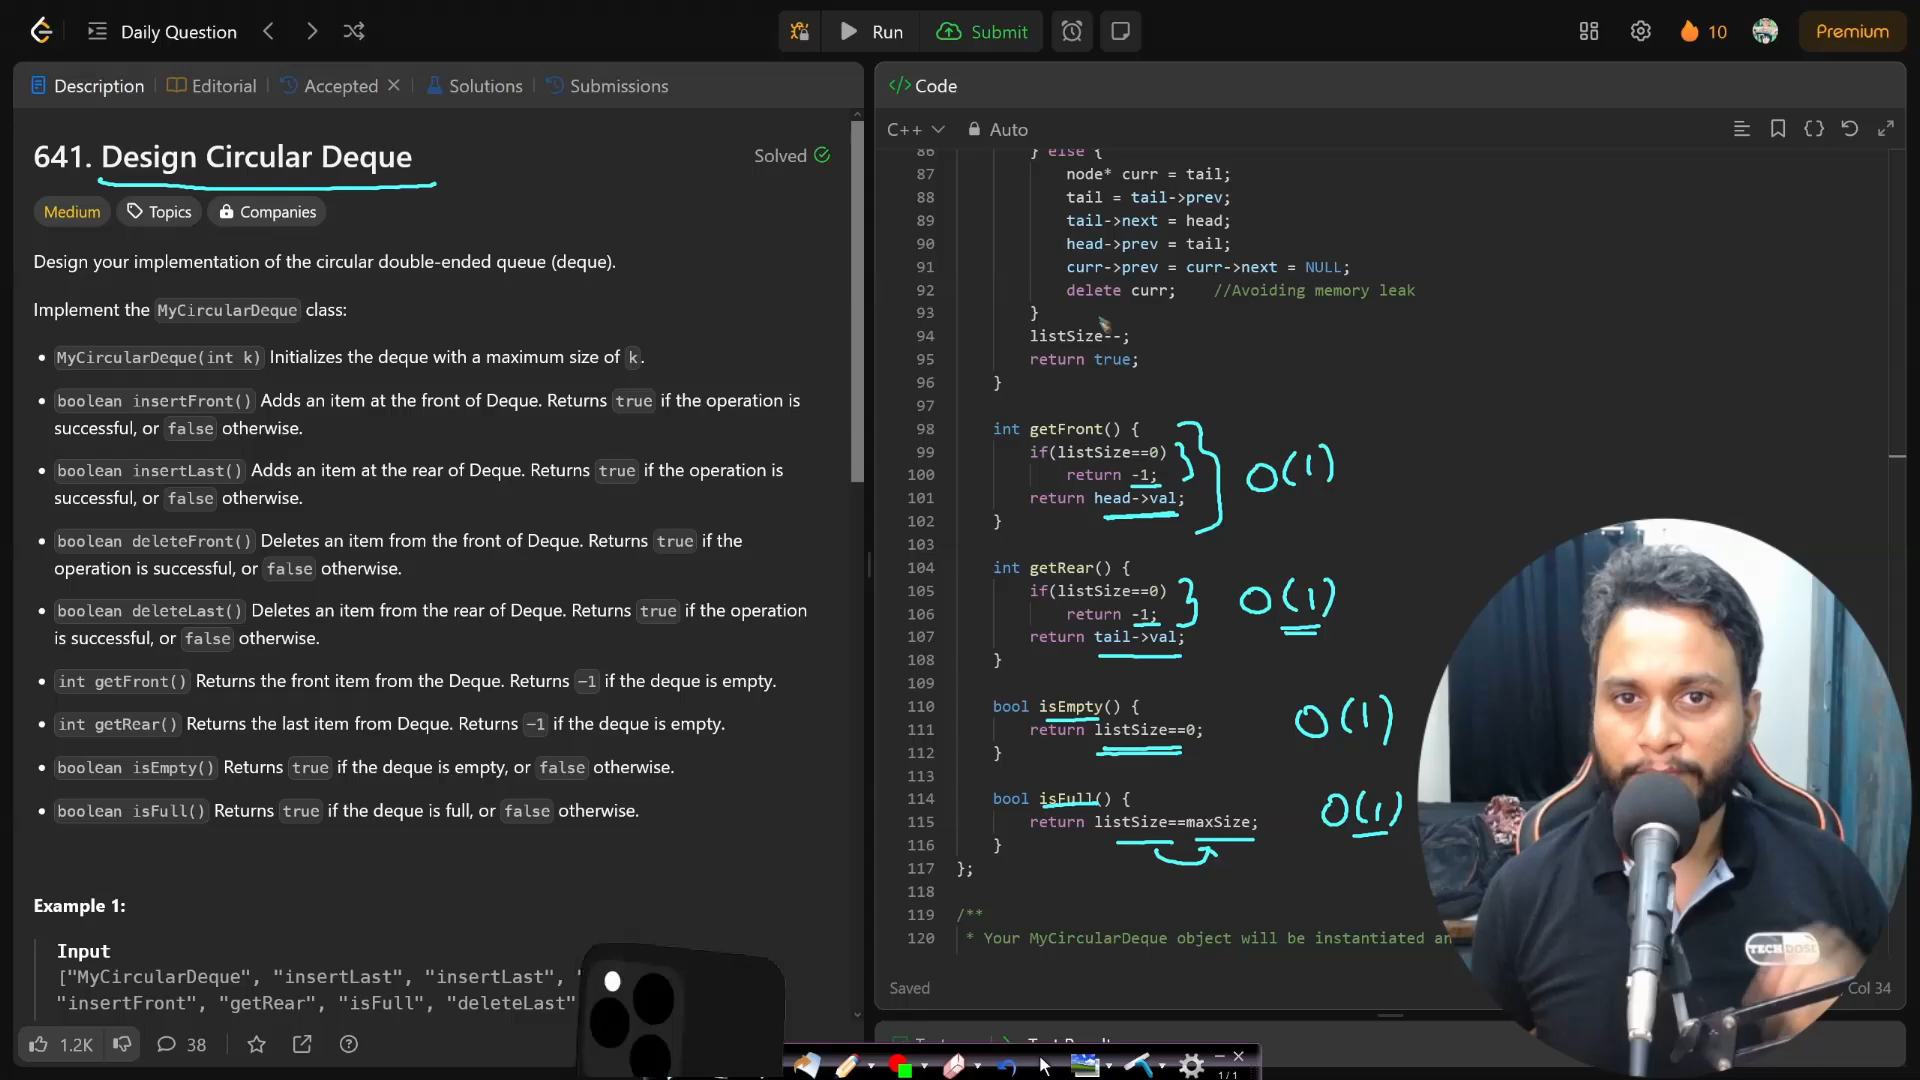 Daily Question
Run
Submit
10
Premium
Description
Editorial
Accepted
Solutions
Submissions
641. Design Circular Deque
Solved
Medium
Topics
Companies
Design your implementation of the circular double-ended queue (deque).
Implement the MyCircularDeque class:
• MyCircularDeque(int k) Initializes the deque with a maximum size of k.
• boolean insertFront() Adds an item at the front of Deque. Returns true if the operation is
successful, or false otherwise.
• boolean insertLast() Adds an item at the rear of Deque. Returns true if the operation is
successful, or false otherwise.
• boolean deleteFront() Deletes an item from the front of Deque. Returns true if the
operation is successful, or false otherwise.
• boolean deleteLast() Deletes an item from the rear of Deque. Returns true if the operation
is successful, or false otherwise.
• int getFront() Returns the front item from the Deque. Returns -1 if the deque is empty.
• int getRear() Returns the last item from Deque. Returns -1 if the deque is empty.
• boolean isEmpty() Returns true if the deque is empty, or false otherwise.
• boolean isFull() Returns true if the deque is full, or false otherwise.
Example 1:
Input
["MyCircularDeque", "insertLast", "insertLast",
"insertFront", "getRear", "isFull", "deleteLast"
1.2K
38
</> Code
C++
Auto
86 } else {
87 node* curr = tail;
88 tail = tail->prev;
89 tail->next = head;
90 head->prev = tail;
91 curr->prev = curr->next = NULL;
92 delete curr; //Avoiding memory leak
93 }
94 listSize--;
95 return true;
96 }
97
98 int getFront() {
99 if(listSize==0)
100 return -1;
101 return head->val;
102 }
O(1)
103
104 int getRear() {
105 if(listSize==0)
106 return -1;
107 return tail->val;
108 }
O(1)
109
110 bool isEmpty() {
111 return listSize==0;
112 }
O(1)
113
114 bool isFull() {
115 return listSize==maxSize;
116 }
O(1)
117 };
118
119 /**
120 * Your MyCircularDeque object will be instantiated an
Saved
Col 34
TECH DOSE
1/1